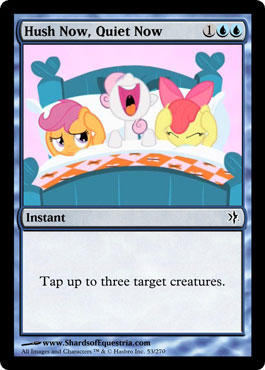 Hush Now, Quiet Now 1
Instant
Tap up to three target creatures.
www.ShardsofEquestria.com
All Images and Characters ™ & © Hasbro Inc. 53/270